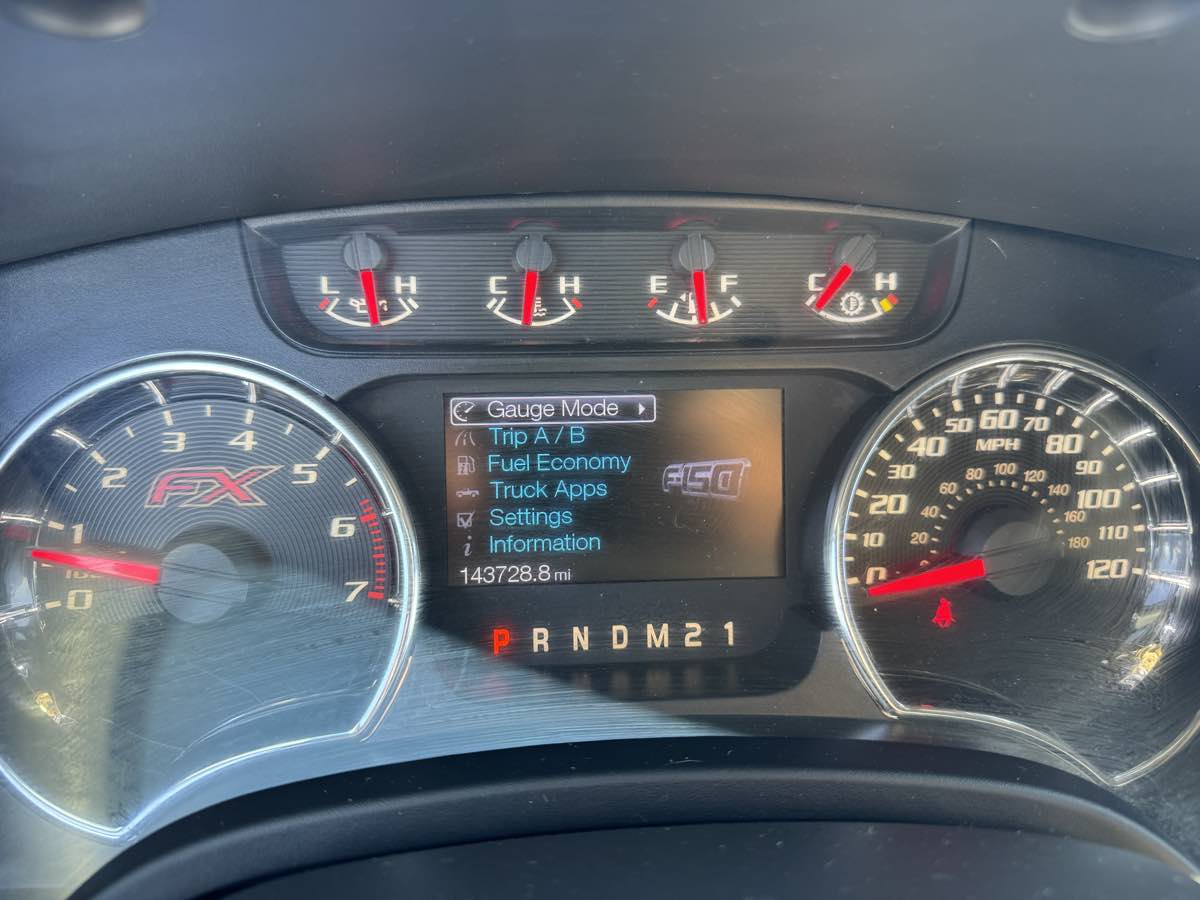 L H
C H
E F
C H
FX
0
1
2
3
4
5
6
7
Gauge Mode
Trip A / B
Fuel Economy
Truck Apps
Settings
Information
143728.8 mi
F-150
P R N D M 2 1
0
10
20
30
40
50
60
70
80
90
100
110
120
MPH
20
40
60
80
100
120
140
160
180